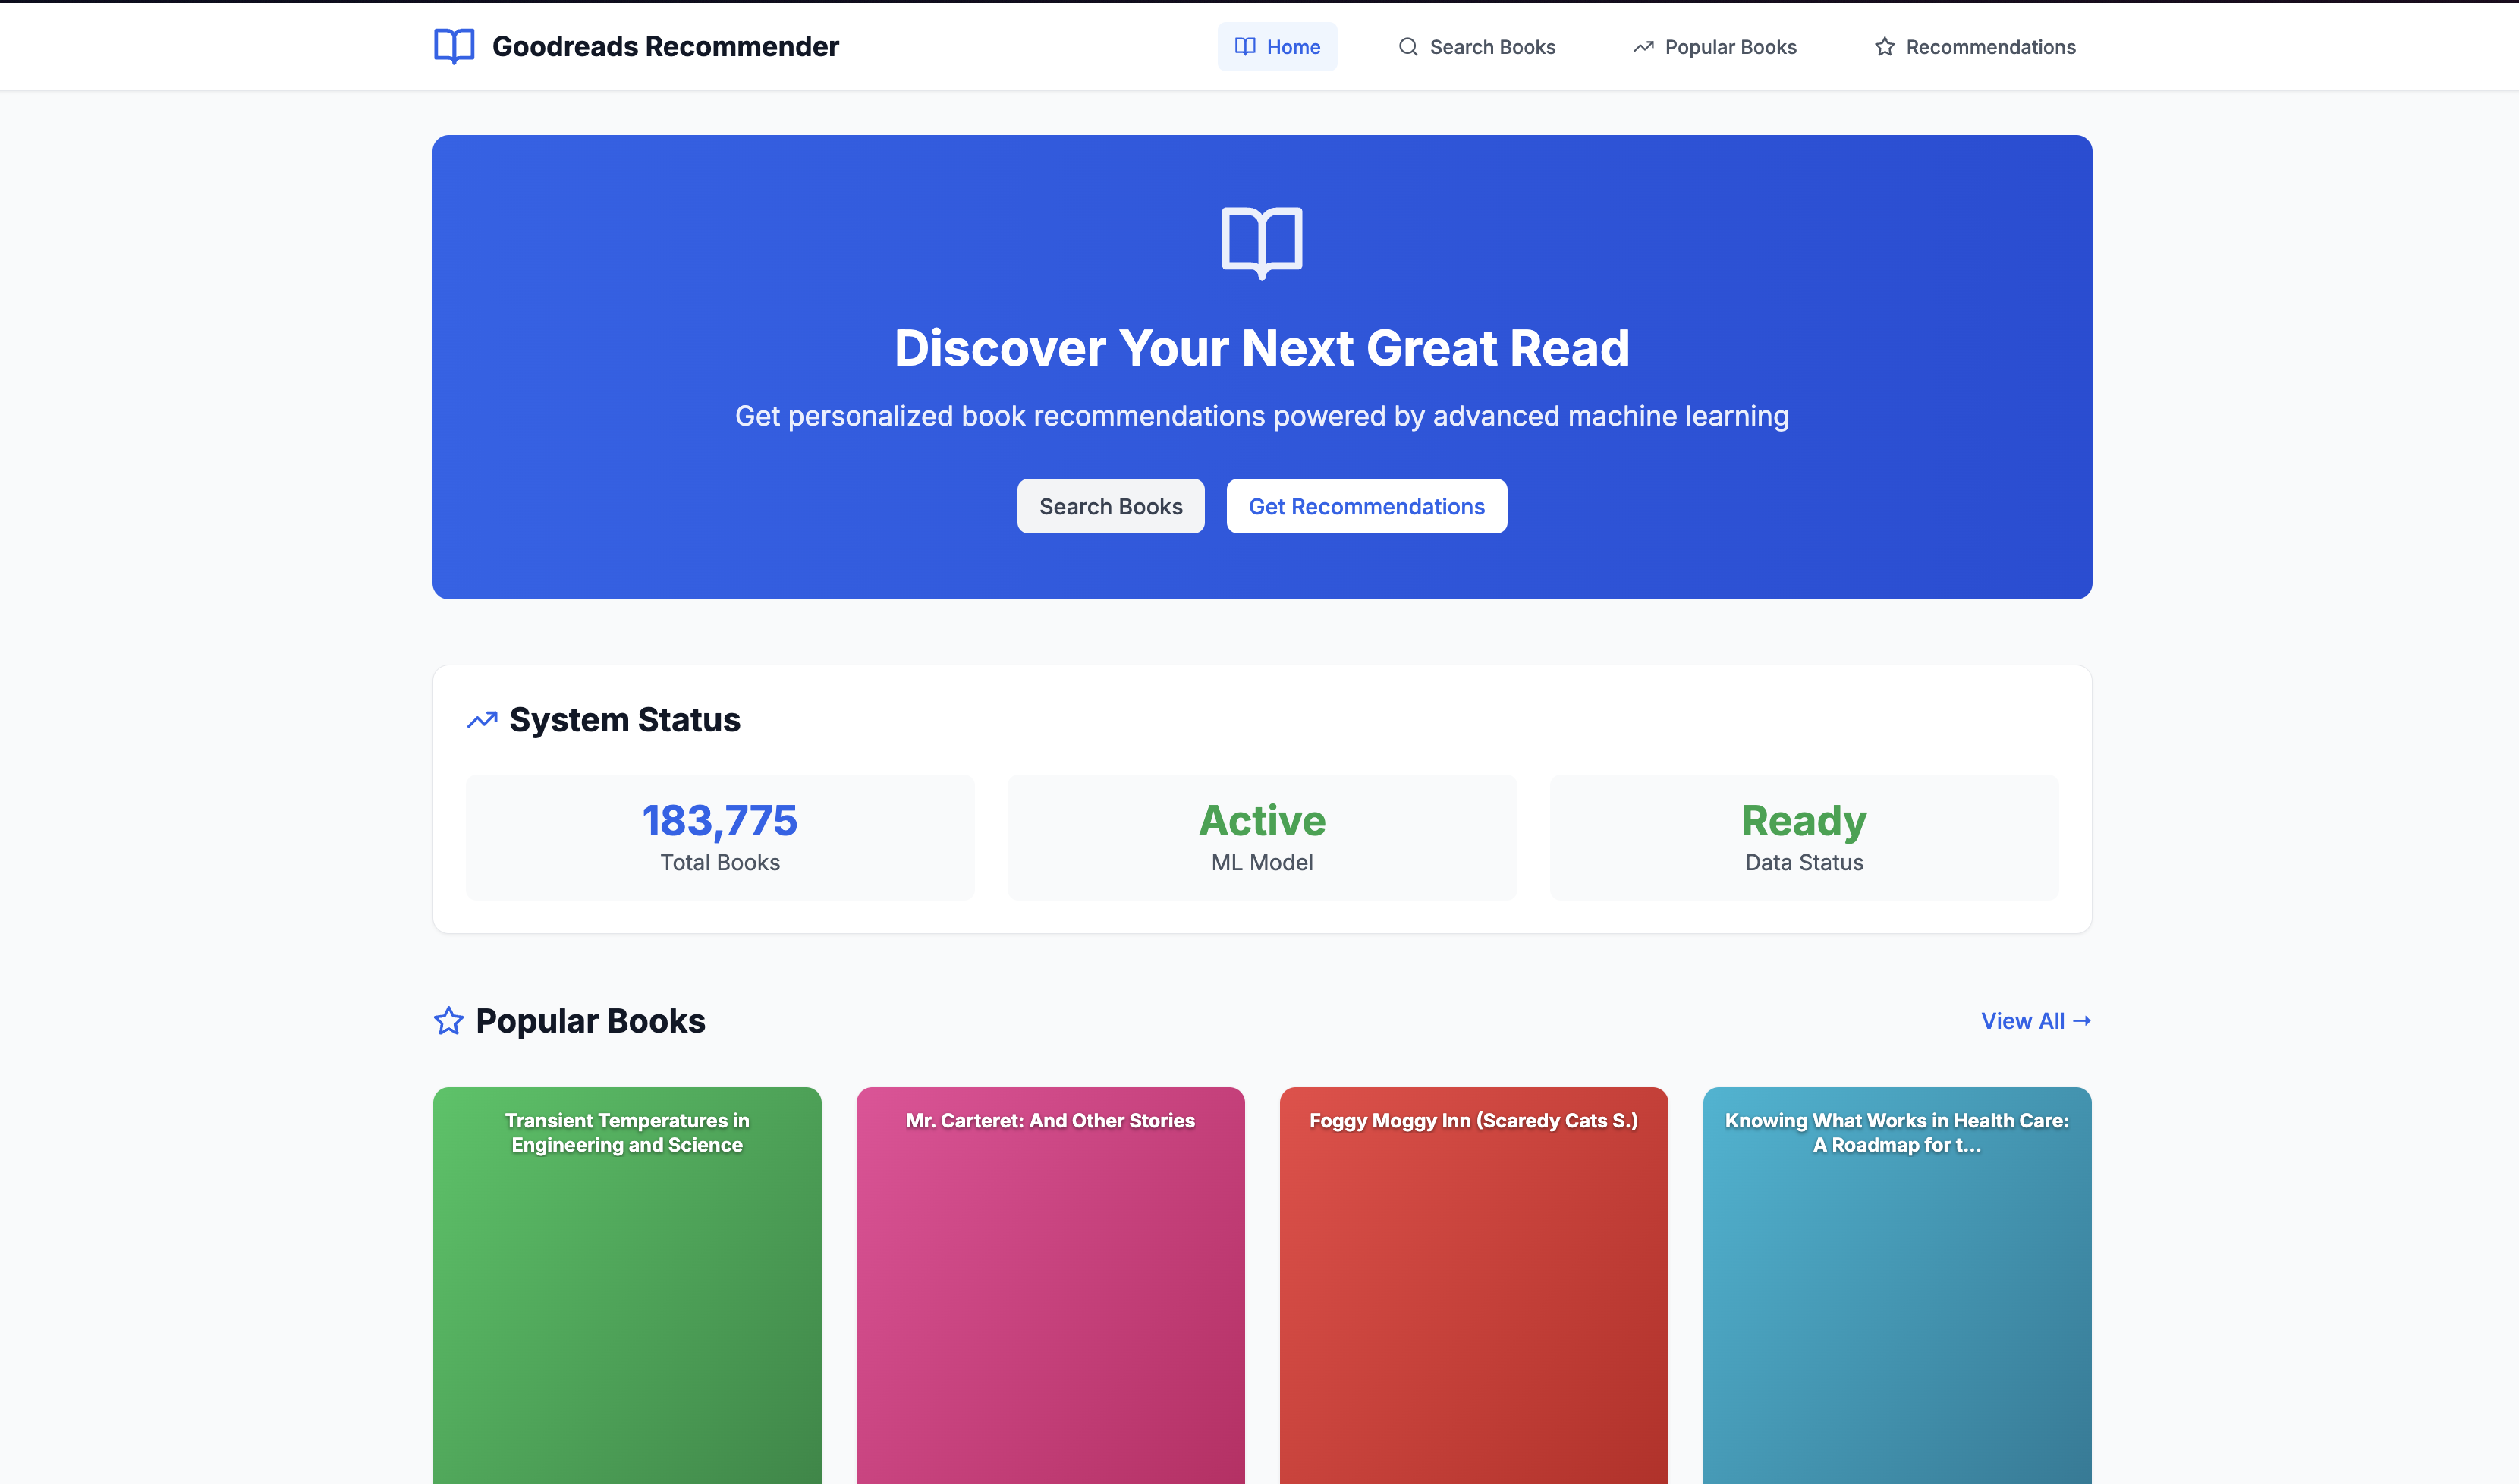 Goodreads Recommender
Home
Search Books
Popular Books
Recommendations
Discover Your Next Great Read
Get personalized book recommendations powered by advanced machine learning
Search Books
Get Recommendations
System Status
183,775
Total Books
Active
ML Model
Ready
Data Status
Popular Books
View All →
Transient Temperatures in
Engineering and Science
Mr. Carteret: And Other Stories
Foggy Moggy Inn (Scaredy Cats S.)
Knowing What Works in Health Care:
A Roadmap for t...